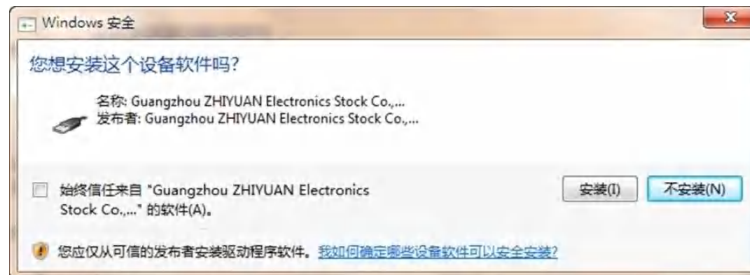 Windows 安全
您想安装这个设备软件吗?
名称: Guangzhou ZHIYUAN Electronics Stock Co.,...
发布者: Guangzhou ZHIYUAN Electronics Stock Co.,...
始终信任来自 "Guangzhou ZHIYUAN Electronics
Stock Co.,..." 的软件(A)。
安装(I)
不安装(N)
您应仅从可信的发布者安装驱动程序软件。我如何确定哪些设备软件可以安全安装?